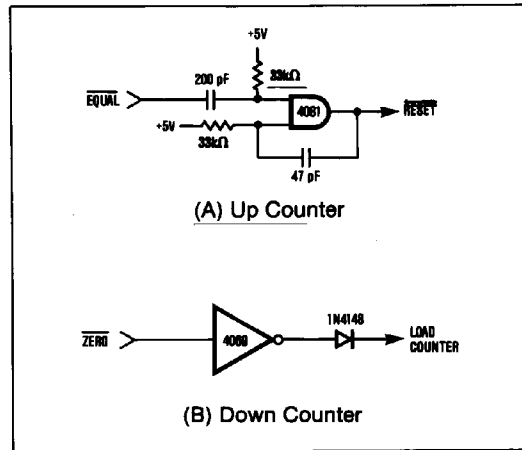 +5V
33kΩ
200 pF
EQUAL
4081
RESET
+5V
33kΩ
47 pF
(A) Up Counter
1N4148
ZERO
4069
LOAD
COUNTER
(B) Down Counter